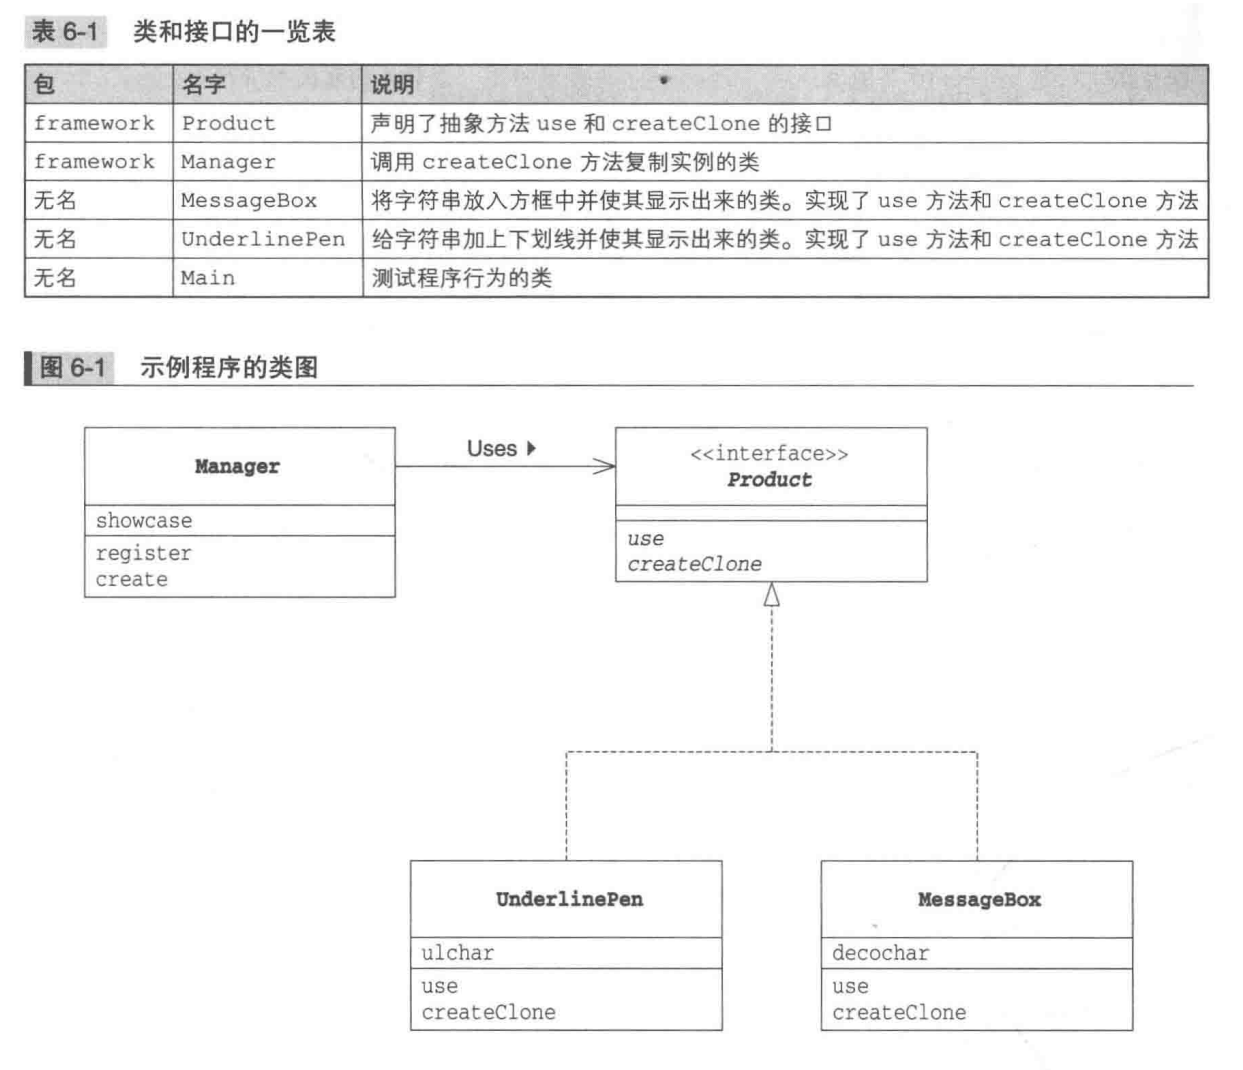 表 6-1 类和接口的一览表
包 名字 说明
framework Product 声明了抽象方法 use 和 createClone 的接口
framework Manager 调用 createClone 方法复制实例的类
无名 MessageBox 将字符串放入方框中并使其显示出来的类。实现了 use 方法和 createClone 方法
无名 UnderlinePen 给字符串加上下划线并使其显示出来的类。实现了 use 方法和 createClone 方法
无名 Main 测试程序行为的类
图 6-1 示例程序的类图
Manager
showcase
register
create
Uses ▶
<<interface>>
Product
use
createClone
UnderlinePen
ulchar
use
createClone
MessageBox
decochar
use
createClone